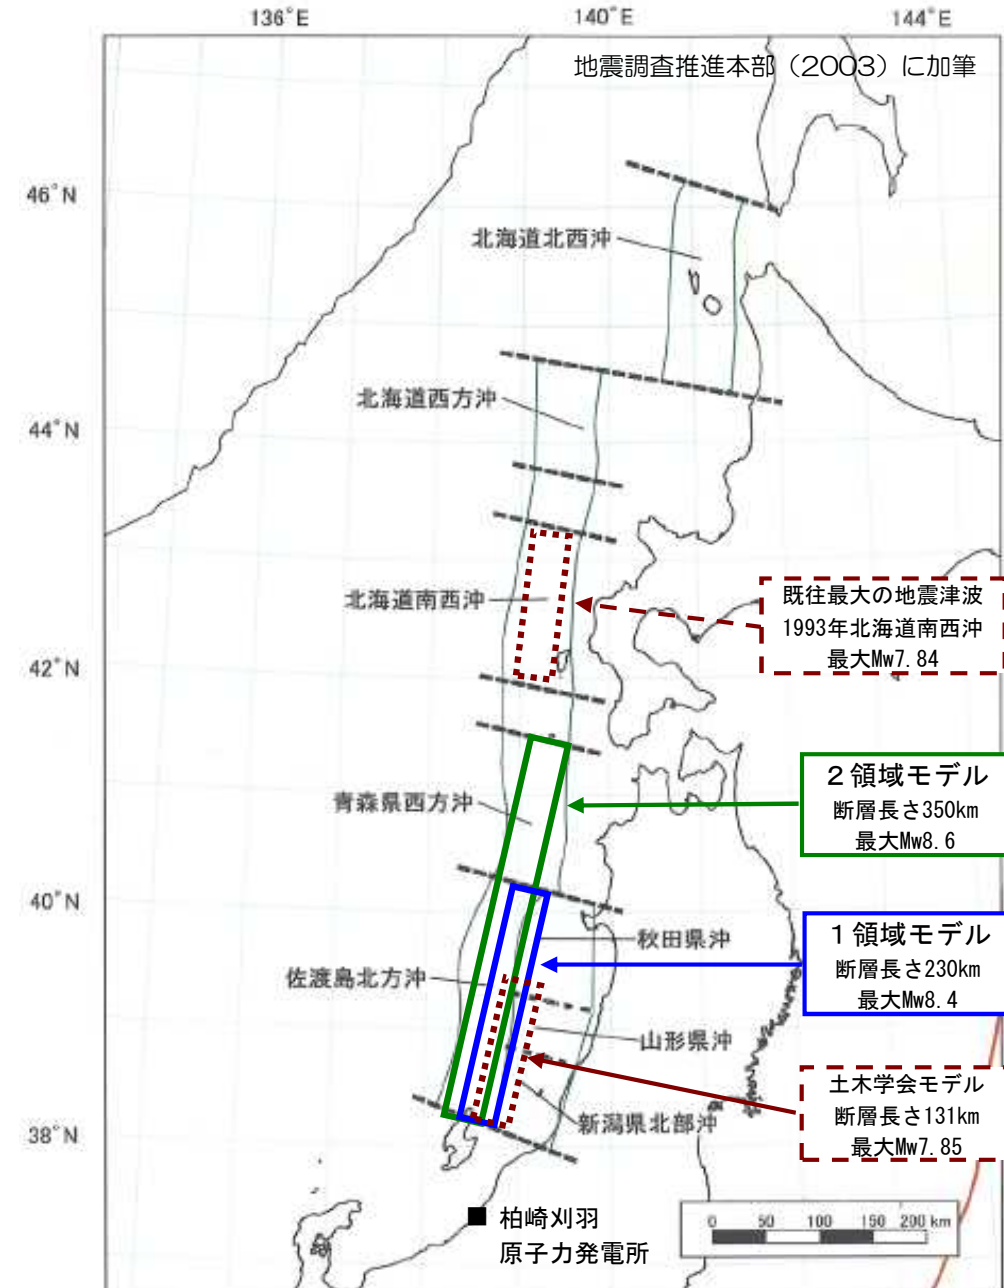 136°E
140°E
144°E
地震調査推進本部（2003）に加筆
46°N
北海道北西沖
北海道西方沖
44°N
北海道南西沖
既往最大の地震津波
1993年北海道南西沖
最大Mw7.84
42°N
２領域モデル
断層長さ350km
最大Mw8.6
青森県西方沖
40°N
秋田県沖
１領域モデル
断層長さ230km
最大Mw8.4
佐渡島北方沖
山形県沖
土木学会モデル
断層長さ131km
最大Mw7.85
新潟県北部沖
38°N
■ 柏崎刈羽
原子力発電所
0 50 100 150 200 km